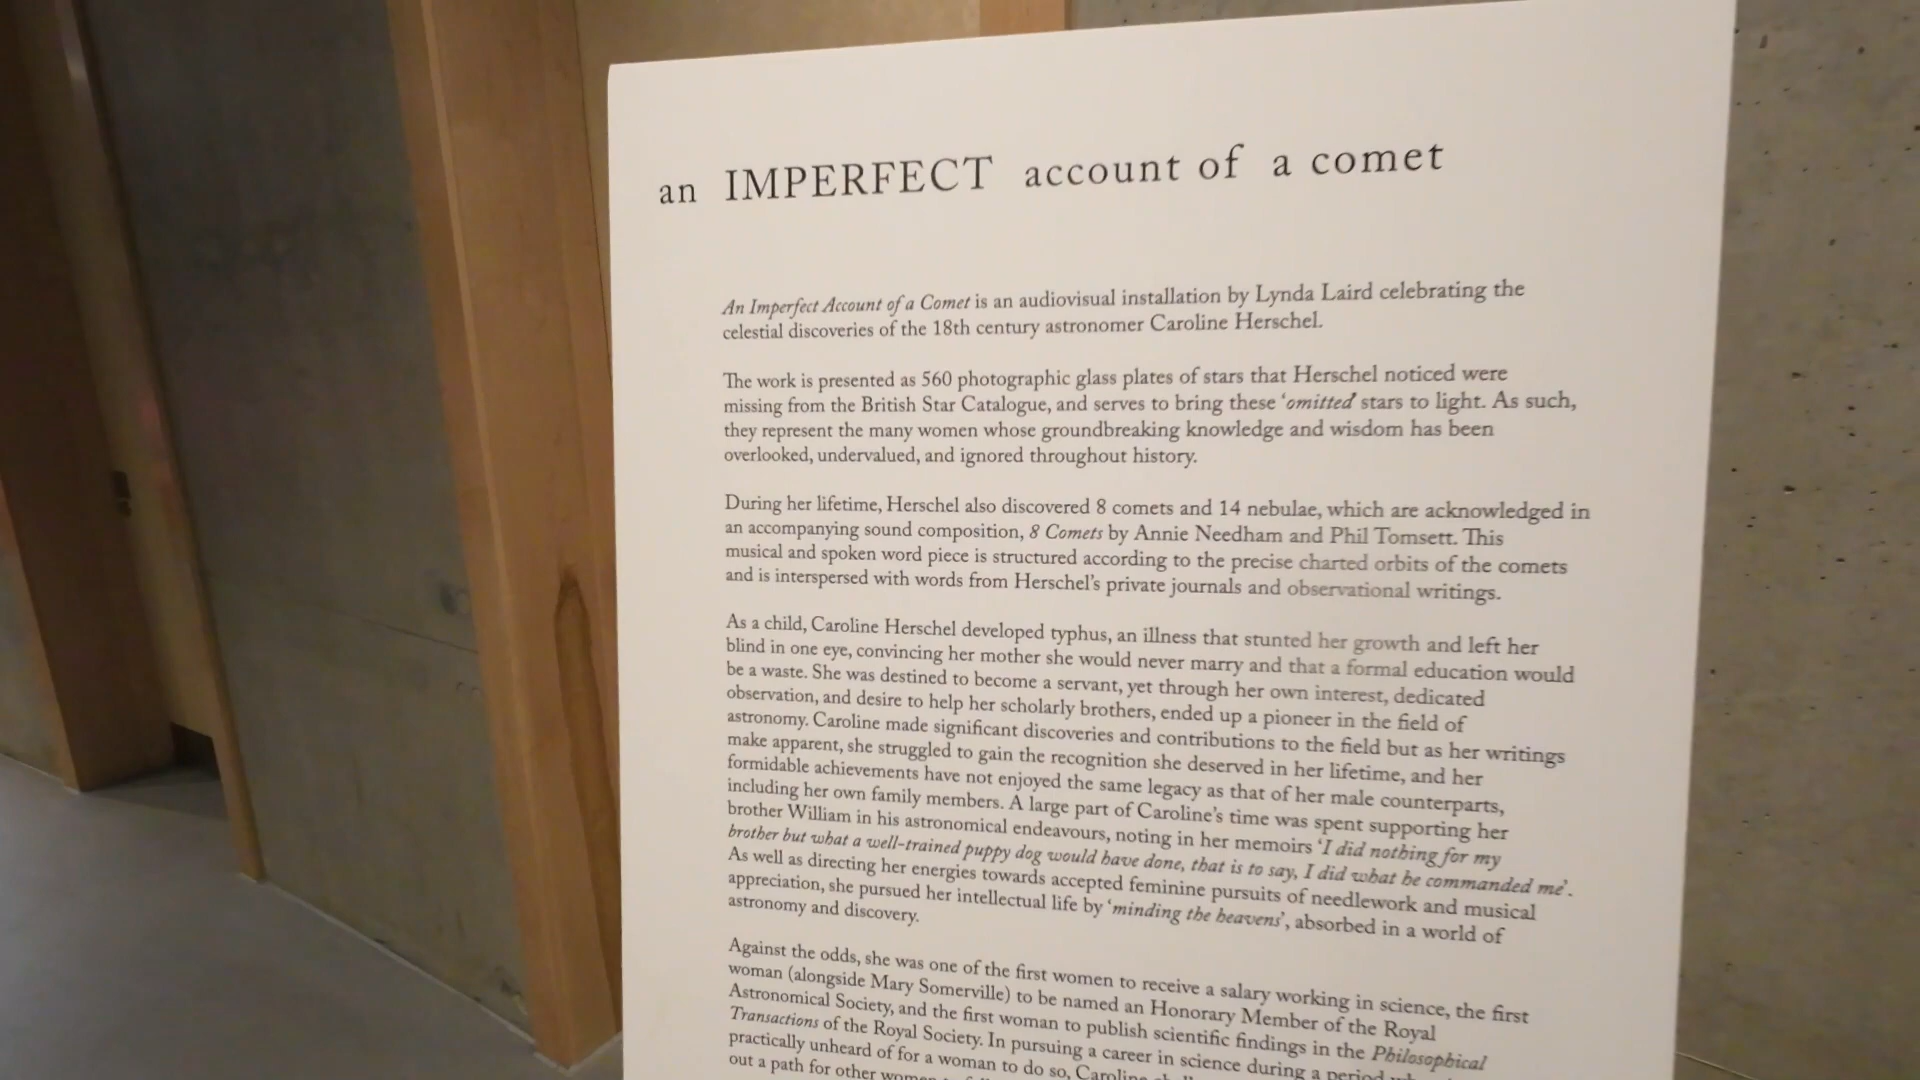 an IMPERFECT account of a comet
An Imperfect Account of a Comet is an audiovisual installation by Lynda Laird celebrating the
celestial discoveries of the 18th century astronomer Caroline Herschel.
The work is presented as 560 photographic glass plates of stars that Herschel noticed were
missing from the British Star Catalogue, and serves to bring these ‘omitted’ stars to light. As such,
they represent the many women whose groundbreaking knowledge and wisdom has been
overlooked, undervalued, and ignored throughout history.
During her lifetime, Herschel also discovered 8 comets and 14 nebulae, which are acknowledged in
an accompanying sound composition, 8 Comets by Annie Needham and Phil Tomsett. This
musical and spoken word piece is structured according to the precise charted orbits of the comets
and is interspersed with words from Herschel’s private journals and observational writings.
As a child, Caroline Herschel developed typhus, an illness that stunted her growth and left her
blind in one eye, convincing her mother she would never marry and that a formal education would
be a waste. She was destined to become a servant, yet through her own interest, dedicated
observation, and desire to help her scholarly brothers, ended up a pioneer in the field of
astronomy. Caroline made significant discoveries and contributions to the field but as her writings
make apparent, she struggled to gain the recognition she deserved in her lifetime, and her
formidable achievements have not enjoyed the same legacy as that of her male counterparts,
including her own family members. A large part of Caroline’s time was spent supporting her
brother William in his astronomical endeavours, noting in her memoirs ‘I did nothing for my
brother but what a well-trained puppy dog would have done, that is to say, I did what he commanded me’.
As well as directing her energies towards accepted feminine pursuits of needlework and musical
appreciation, she pursued her intellectual life by ‘minding the heavens’, absorbed in a world of
astronomy and discovery.
Against the odds, she was one of the first women to receive a salary working in science, the first
woman (alongside Mary Somerville) to be named an Honorary Member of the Royal
Astronomical Society, and the first woman to publish scientific findings in the Philosophical
Transactions of the Royal Society. In pursuing a career in science during a period
practically unheard of for a woman to do so, Caroline
out a path for other